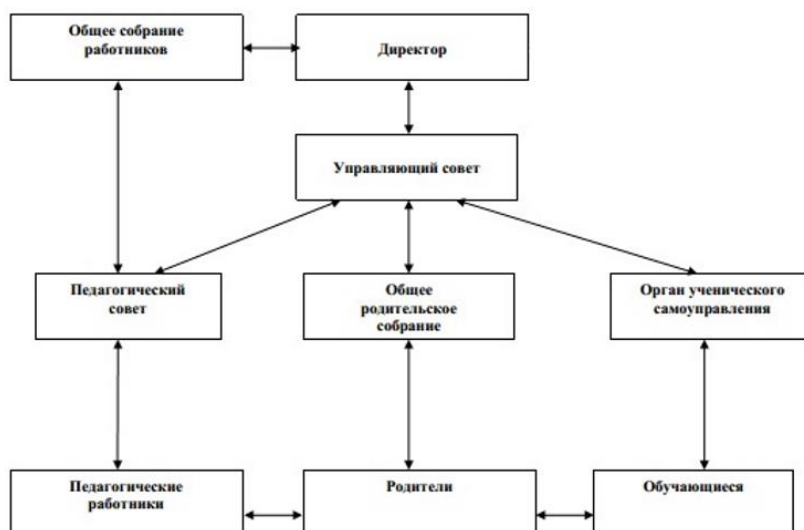 Общее собрание
работников
Директор
Управляющий совет
Педагогический
совет
Общее
родительское
собрание
Орган ученического
самоуправления
Педагогические
работники
Родители
Обучающиеся